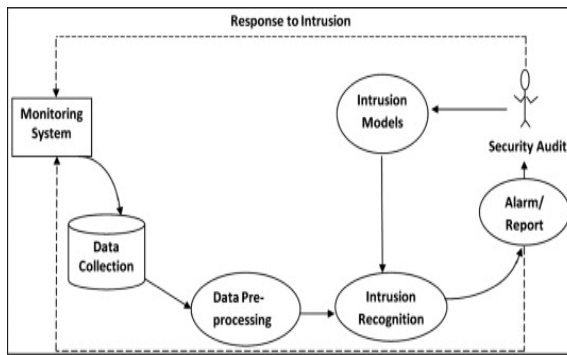 Response to Intrusion
Monitoring
System
Intrusion
Models
Security Audit
Data
Collection
Alarm/
Report
Data Pre-
processing
Intrusion
Recognition